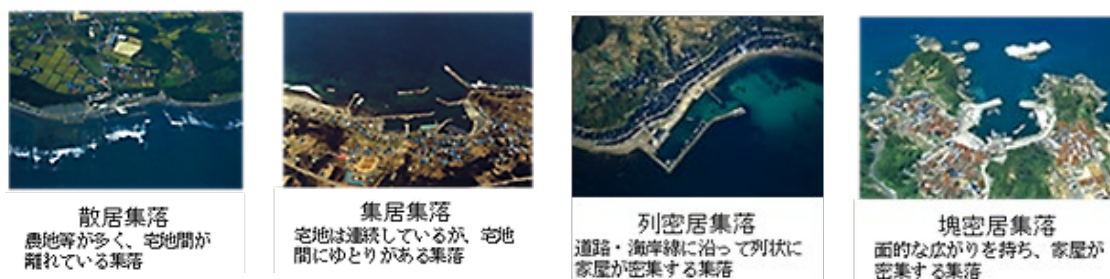 散居集落
農地等が多く、宅地間が
離れている集落
集居集落
宅地は連続しているが、宅地
間にゆとりがある集落
列密居集落
道路・海岸線に沿って列状に
家屋が密集する集落
塊密居集落
面的な広がりを持ち、家屋が
密集する集落